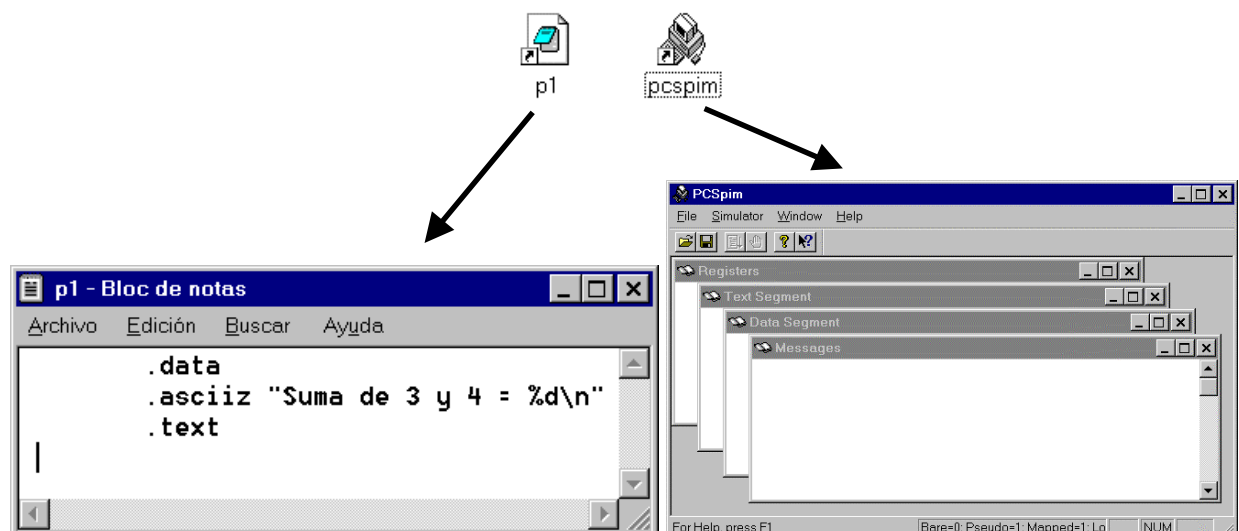 p1
pcspim
p1 - Bloc de notas
Archivo Edición Buscar Ayuda
.data
.asciiz "Suma de 3 y 4 = %d\n"
.text
PCSpim
File Simulator Window Help
Registers
Text Segment
Data Segment
Messages
For Help, press F1
Bare=0; Pseudo=1; Mapped=1; Lo
NUM